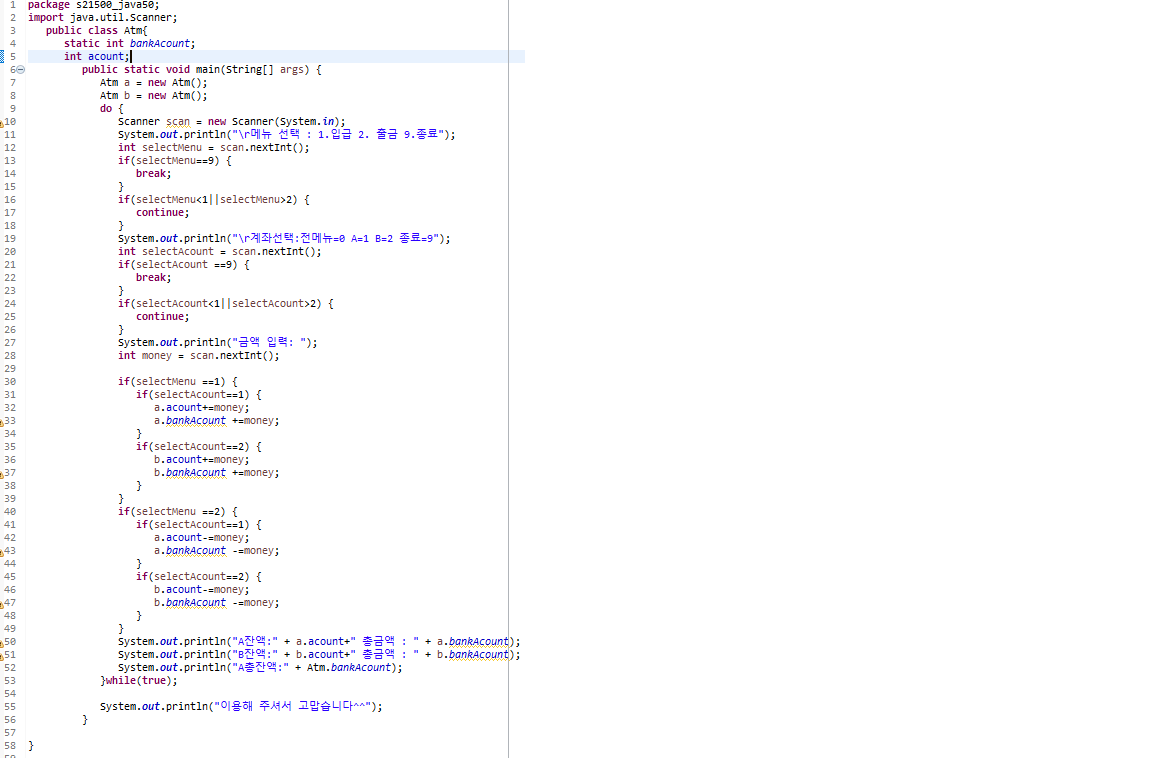 1 package s21500_java50;
2 import java.util.Scanner;
3 public class Atm{
4 static int bankAcount;
5 int acount;
6 public static void main(String[] args) {
7 Atm a = new Atm();
8 Atm b = new Atm();
9 do {
10 Scanner scan = new Scanner(System.in);
11 System.out.println("\r메뉴 선택 : 1.입급 2. 출금 9.종료");
12 int selectMenu = scan.nextInt();
13 if(selectMenu==9) {
14 break;
15 }
16 if(selectMenu<1||selectMenu>2) {
17 continue;
18 }
19 System.out.println("\r계좌선택:전메뉴=0 A=1 B=2 종료=9");
20 int selectAcount = scan.nextInt();
21 if(selectAcount ==9) {
22 break;
23 }
24 if(selectAcount<1||selectAcount>2) {
25 continue;
26 }
27 System.out.println("금액 입력: ");
28 int money = scan.nextInt();
29
30 if(selectMenu ==1) {
31 if(selectAcount==1) {
32 a.acount+=money;
33 a.bankAcount +=money;
34 }
35 if(selectAcount==2) {
36 b.acount+=money;
37 b.bankAcount +=money;
38 }
39 }
40 if(selectMenu ==2) {
41 if(selectAcount==1) {
42 a.acount-=money;
43 a.bankAcount -=money;
44 }
45 if(selectAcount==2) {
46 b.acount-=money;
47 b.bankAcount -=money;
48 }
49 }
50 System.out.println("A잔액:" + a.acount+" 총금액 : " + a.bankAcount);
51 System.out.println("B잔액:" + b.acount+" 총금액 : " + b.bankAcount);
52 System.out.println("A총잔액:" + Atm.bankAcount);
53 }while(true);
54
55 System.out.println("이용해 주셔서 고맙습니다^^");
56 }
57
58 }